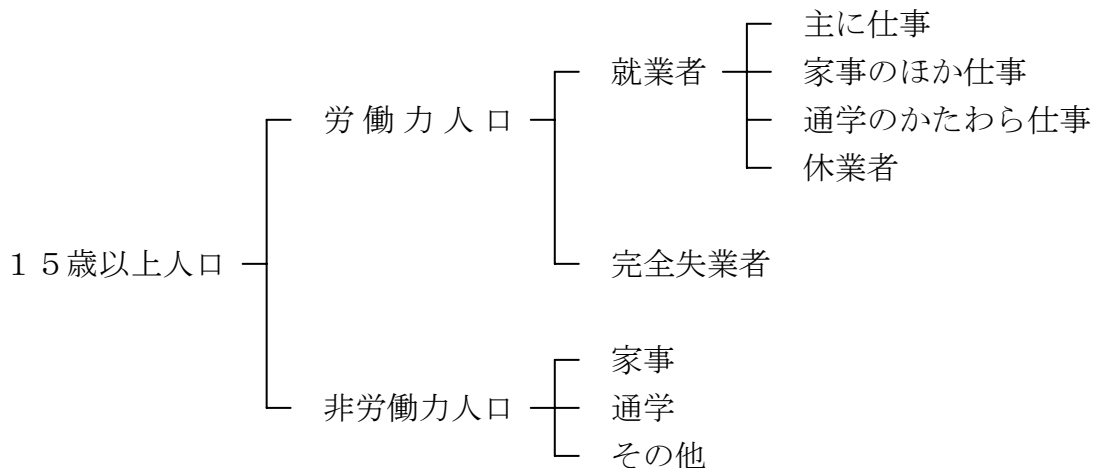 主に仕事
就業者
家事のほか仕事
労働力人口
通学のかたわら仕事
休業者
15歳以上人口
完全失業者
家事
非労働力人口
通学
その他